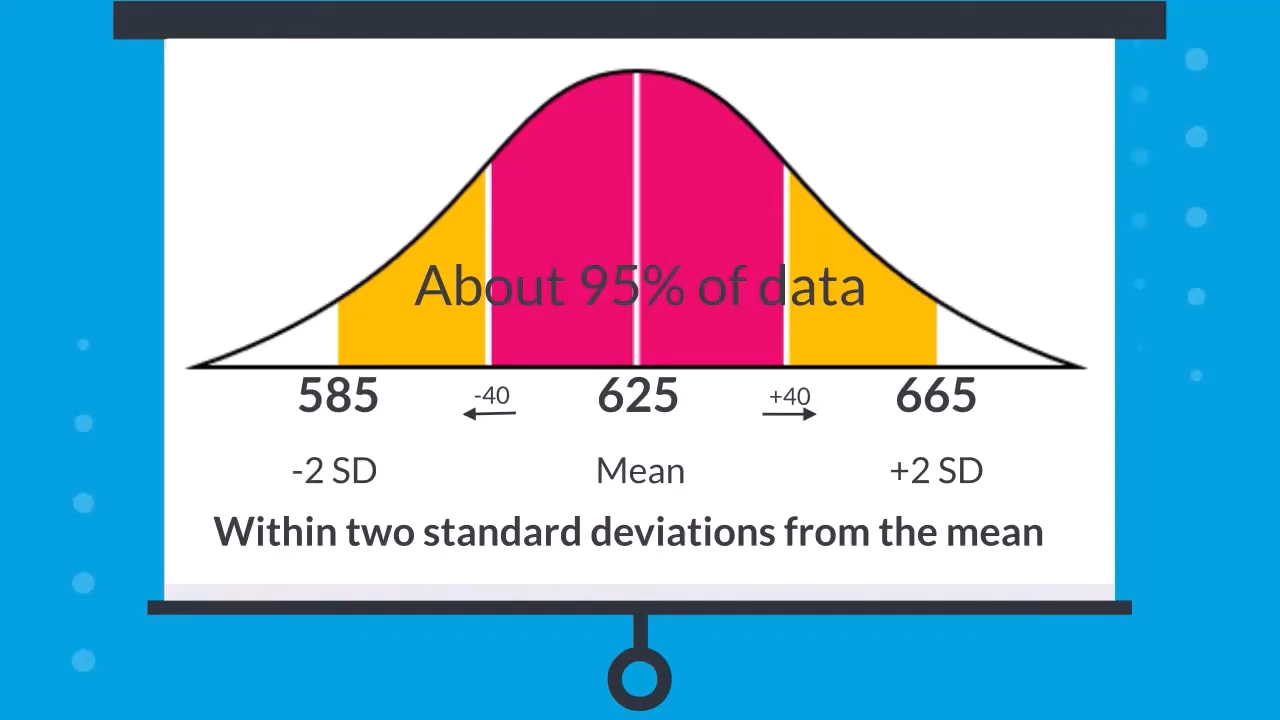 About 95% of data
585 -40 625 +40 665
-2 SD Mean +2 SD
Within two standard deviations from the mean